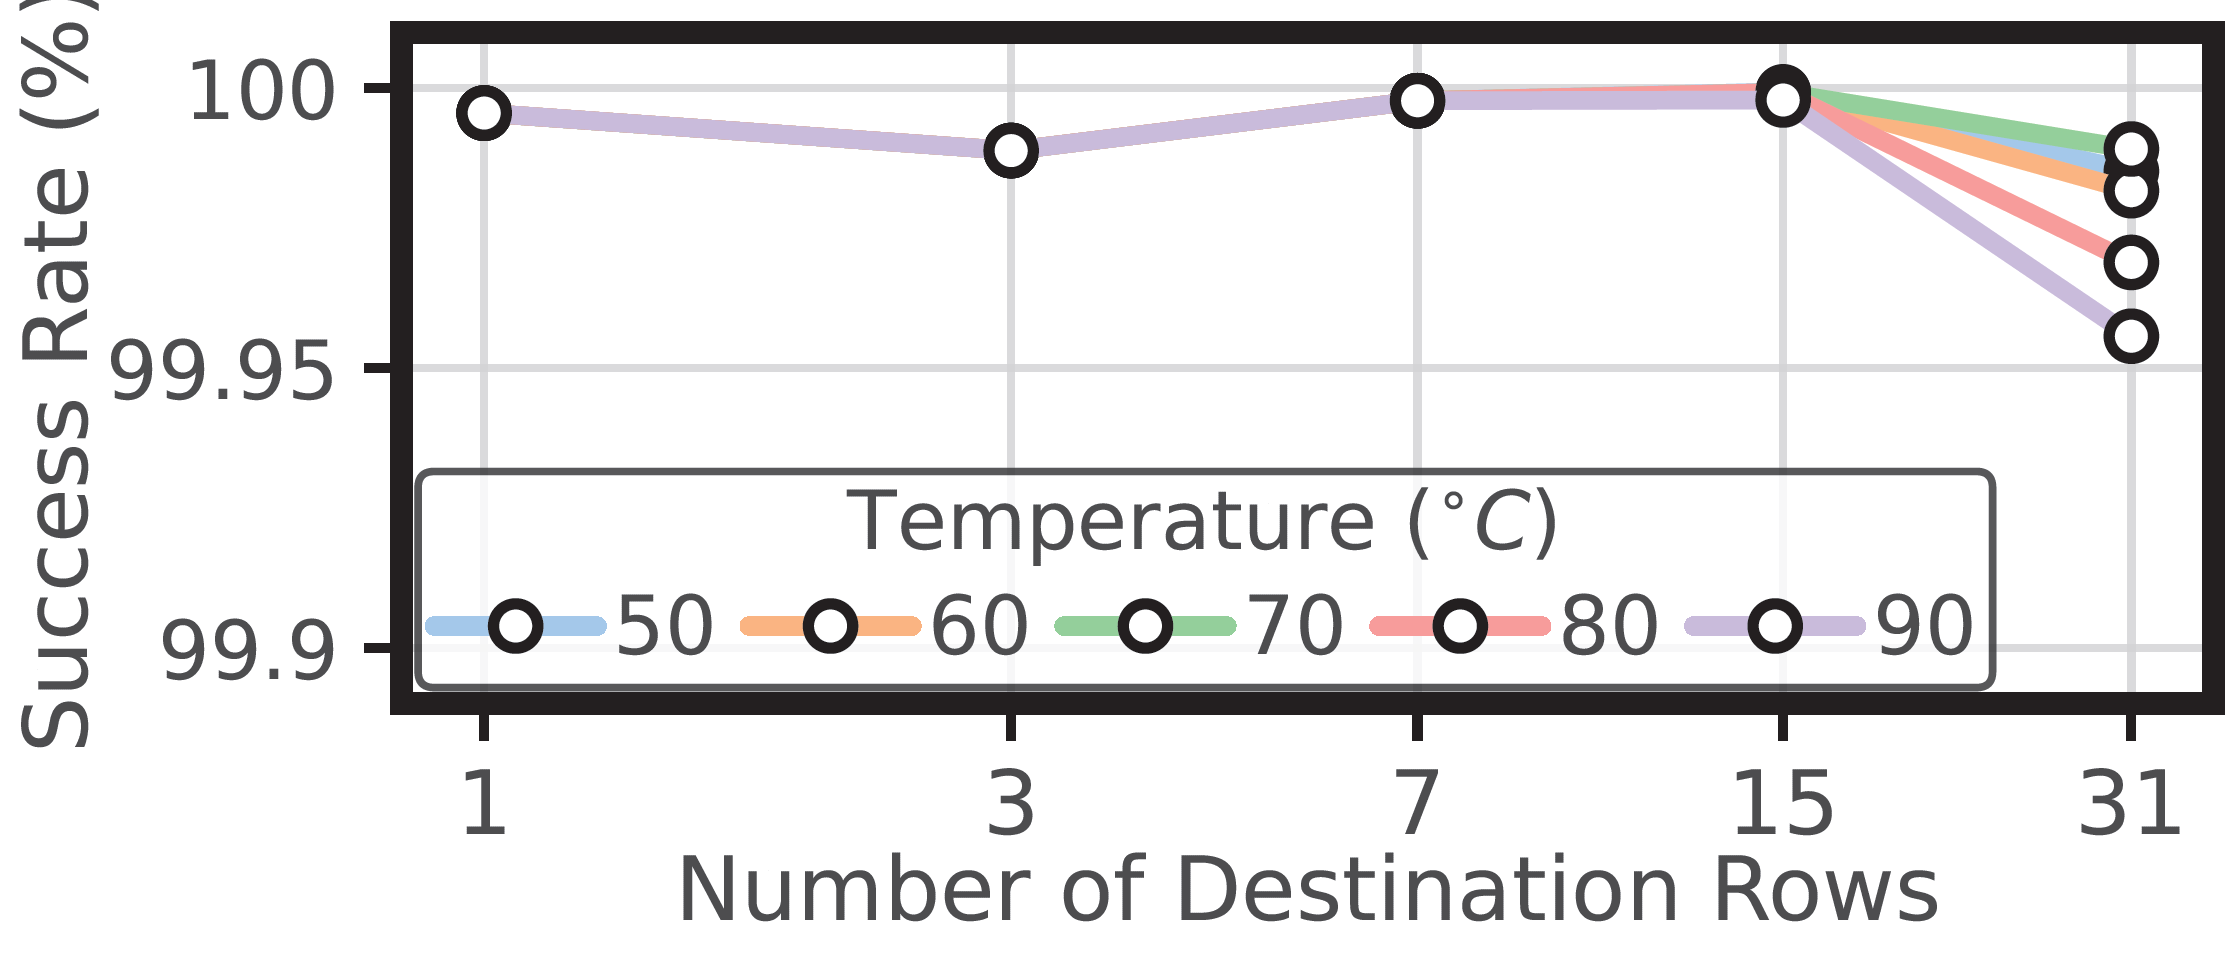 Success Rate (%)
100
99.95
99.9
Temperature (°C)
50 60 70 80 90
1 3 7 15 31
Number of Destination Rows